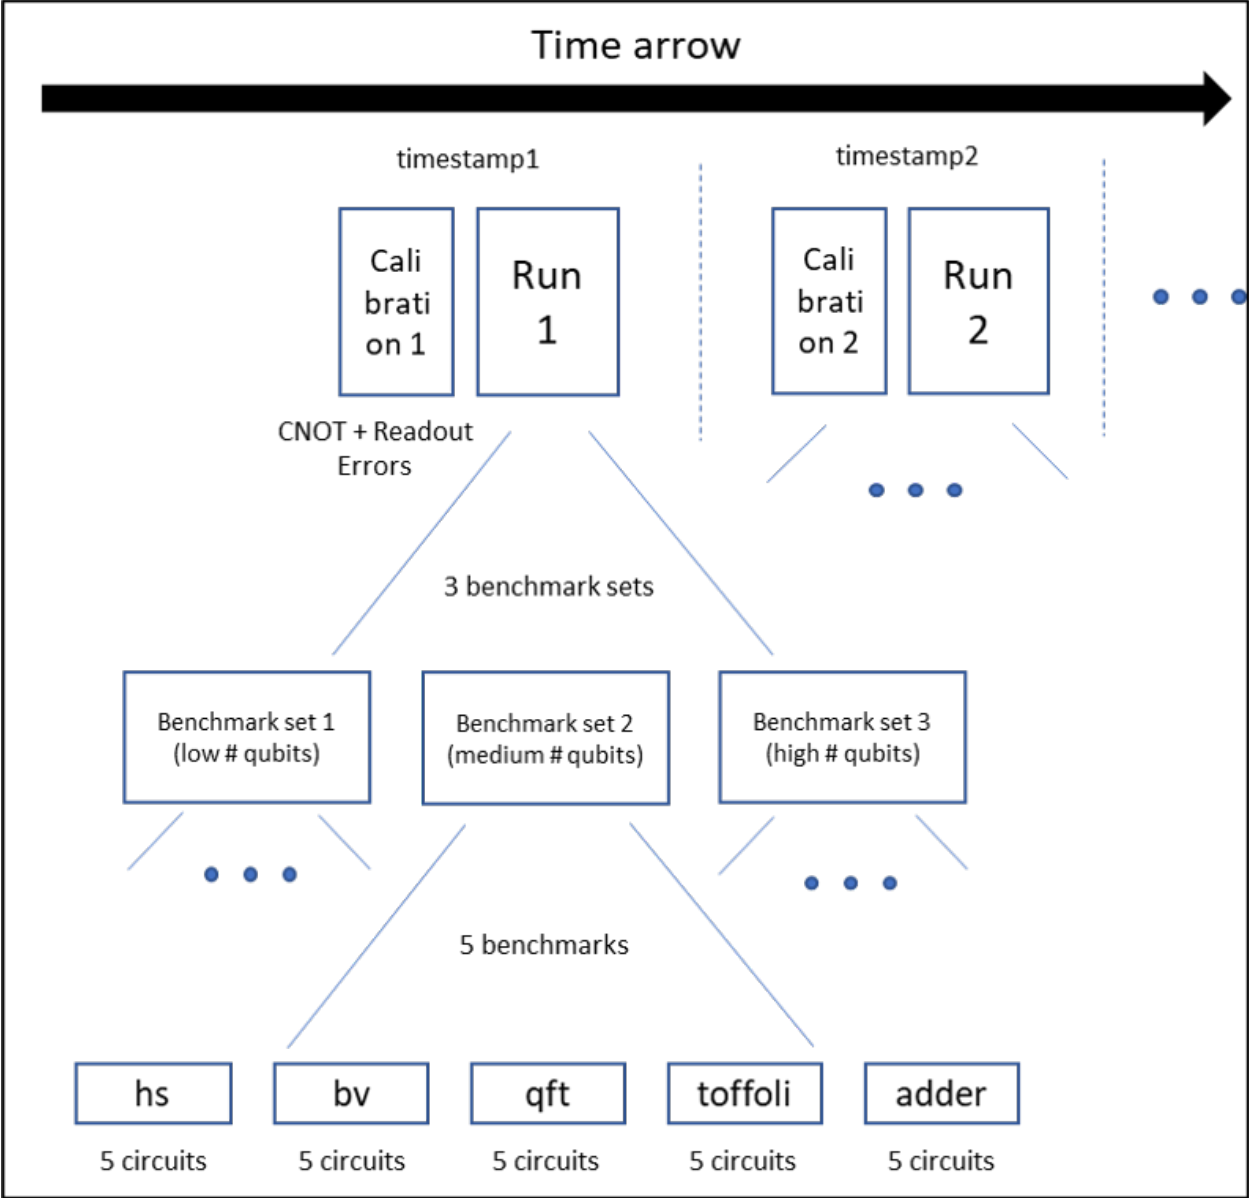 Time arrow
timestamp1
timestamp2
Cali
brati
on 1
Run
1
Cali
brati
on 2
Run
2
CNOT + Readout
Errors
3 benchmark sets
Benchmark set 1
(low # qubits)
Benchmark set 2
(medium # qubits)
Benchmark set 3
(high # qubits)
5 benchmarks
hs
bv
qft
toffoli
adder
5 circuits
5 circuits
5 circuits
5 circuits
5 circuits